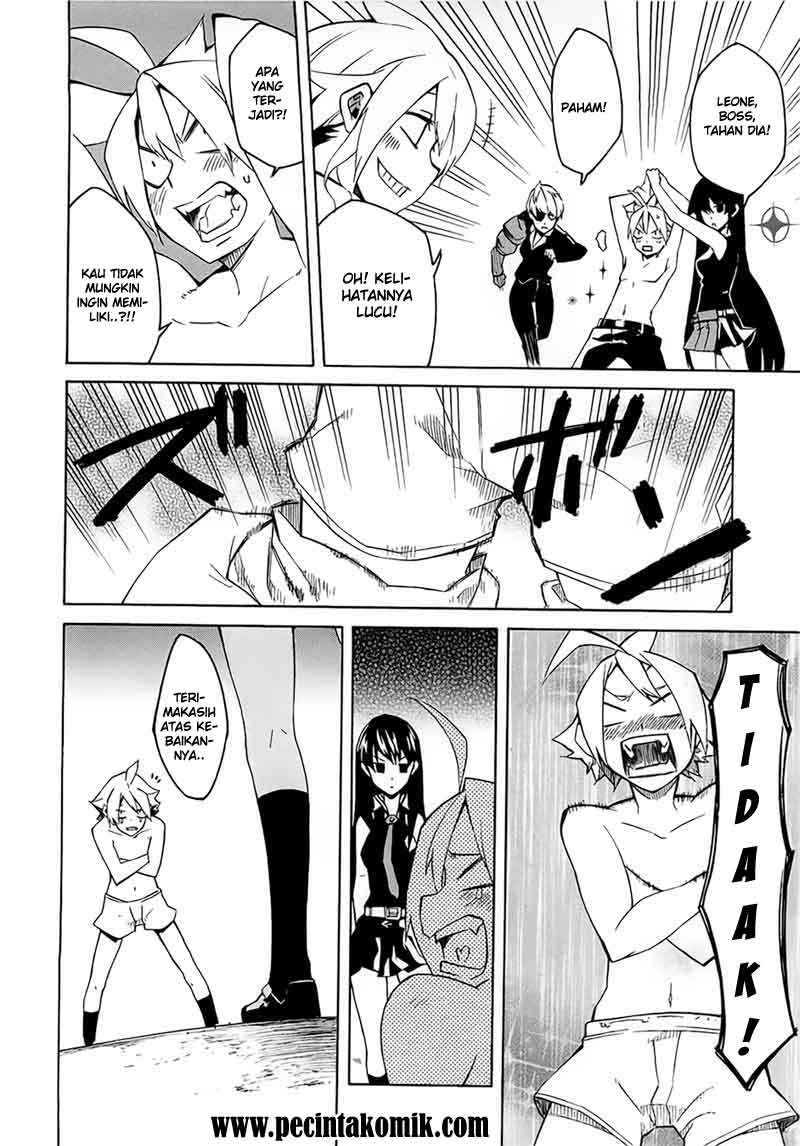 LEONE,
BOSS,
TAHAN DIA!
PAHAM!
OH! KELI-
HATANNYA
LUCU!
APA
YANG
TER-
JADI?!
KAU TIDAK
MUNGKIN
INGIN MEMI-
LIKI..?!!
ズボ
TIDAAK!
TERI-
MAKASIH
ATAS KE-
BAIKAN-
NYA..
www.pecintakomik.com